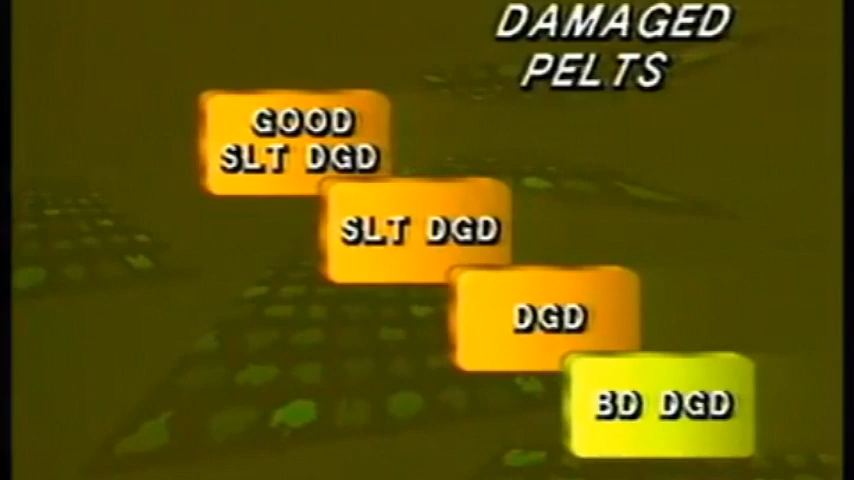 DAMAGED
PELTS
GOOD
SLT DGD
SLT DGD
DGD
BD DGD